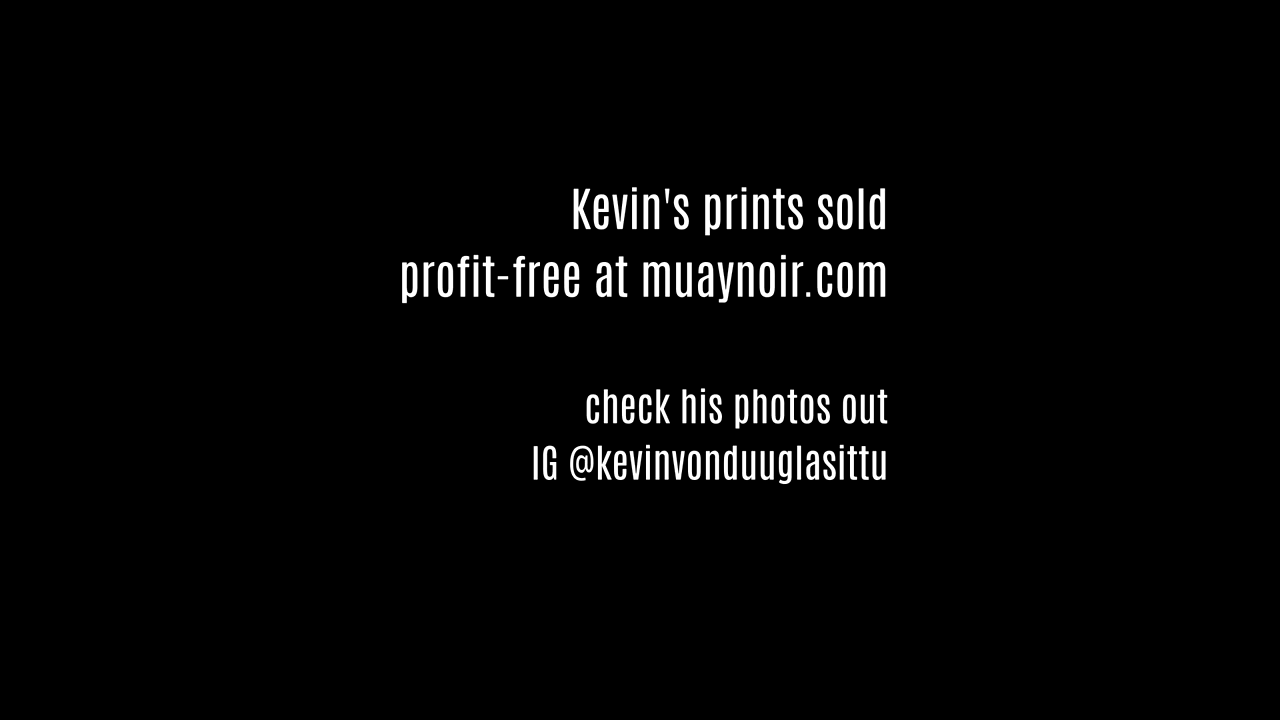 Kevin's prints sold
profit-free at muaynoir.com
check his photos out
IG @kevinvonduuglasittu